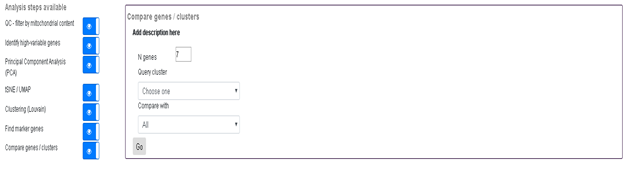 Analysis steps available
QC - filter by mitochondrial content
Identify high-variable genes
Principal Component Analysis
(PCA)
tSNE / UMAP
Clustering (Louvain)
Find marker genes
Compare genes / clusters
Compare genes / clusters
Add description here
N genes 7
Query cluster
Choose one
Compare with
All
Go